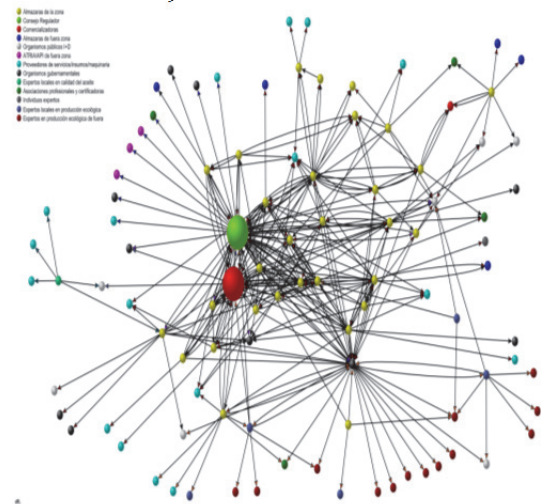 Almazaras de la zona
Consejo Regulador
Comercializadoras
Almazaras de fuera zona
Organismos públicos I+D
ATRIA/API de fuera zona
Proveedores de servicios/insumos/maquinaria
Organismos gubernamentales
Expertos locales en calidad del aceite
Asociaciones profesionales y certificadoras
Individuos expertos
Expertos locales en producción ecológica
Expertos en producción ecológica de fuera